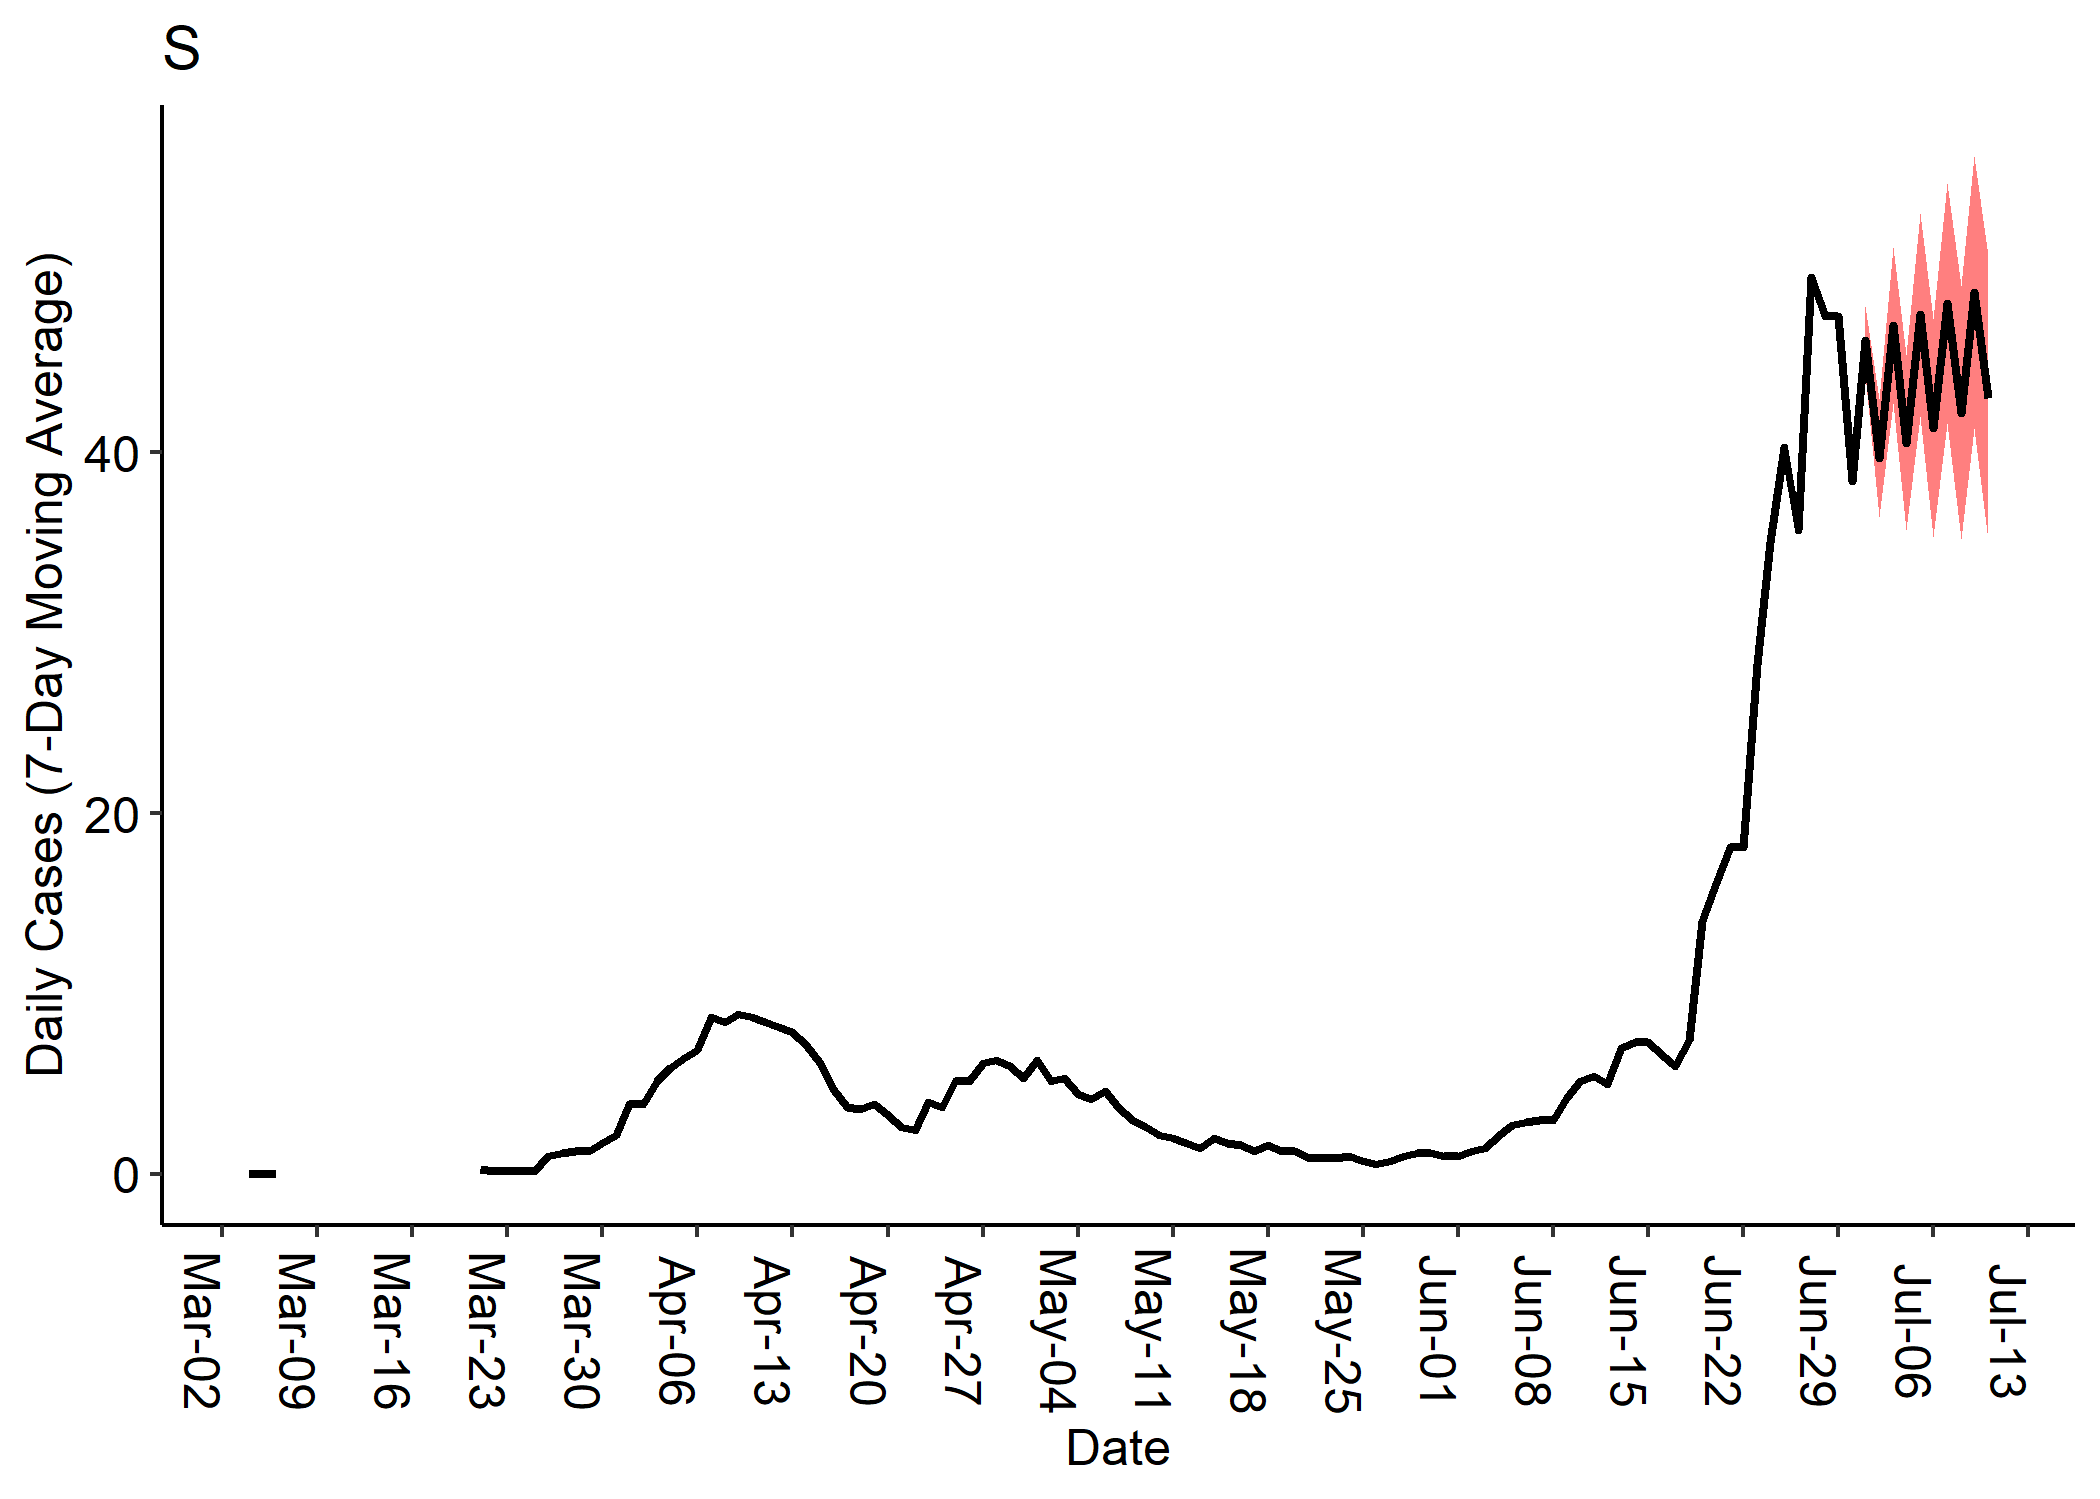 S
Daily Cases (7-Day Moving Average)
40
20
0
Mar-02
Mar-09
Mar-16
Mar-23
Mar-30
Apr-06
Apr-13
Apr-20
Apr-27
May-04
May-11
May-18
May-25
Jun-01
Jun-08
Jun-15
Jun-22
Jun-29
Jul-06
Jul-13
Date